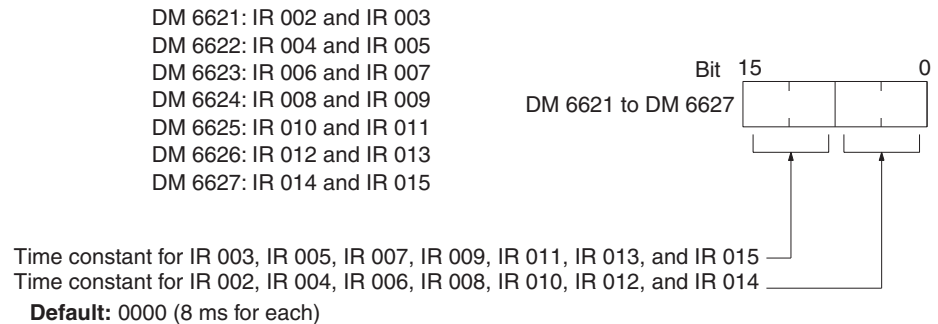 DM 6621: IR 002 and IR 003
DM 6622: IR 004 and IR 005
DM 6623: IR 006 and IR 007
DM 6624: IR 008 and IR 009
DM 6625: IR 010 and IR 011
DM 6626: IR 012 and IR 013
DM 6627: IR 014 and IR 015
Bit 15 0
DM 6621 to DM 6627
Time constant for IR 003, IR 005, IR 007, IR 009, IR 011, IR 013, and IR 015
Time constant for IR 002, IR 004, IR 006, IR 008, IR 010, IR 012, and IR 014
Default: 0000 (8 ms for each)